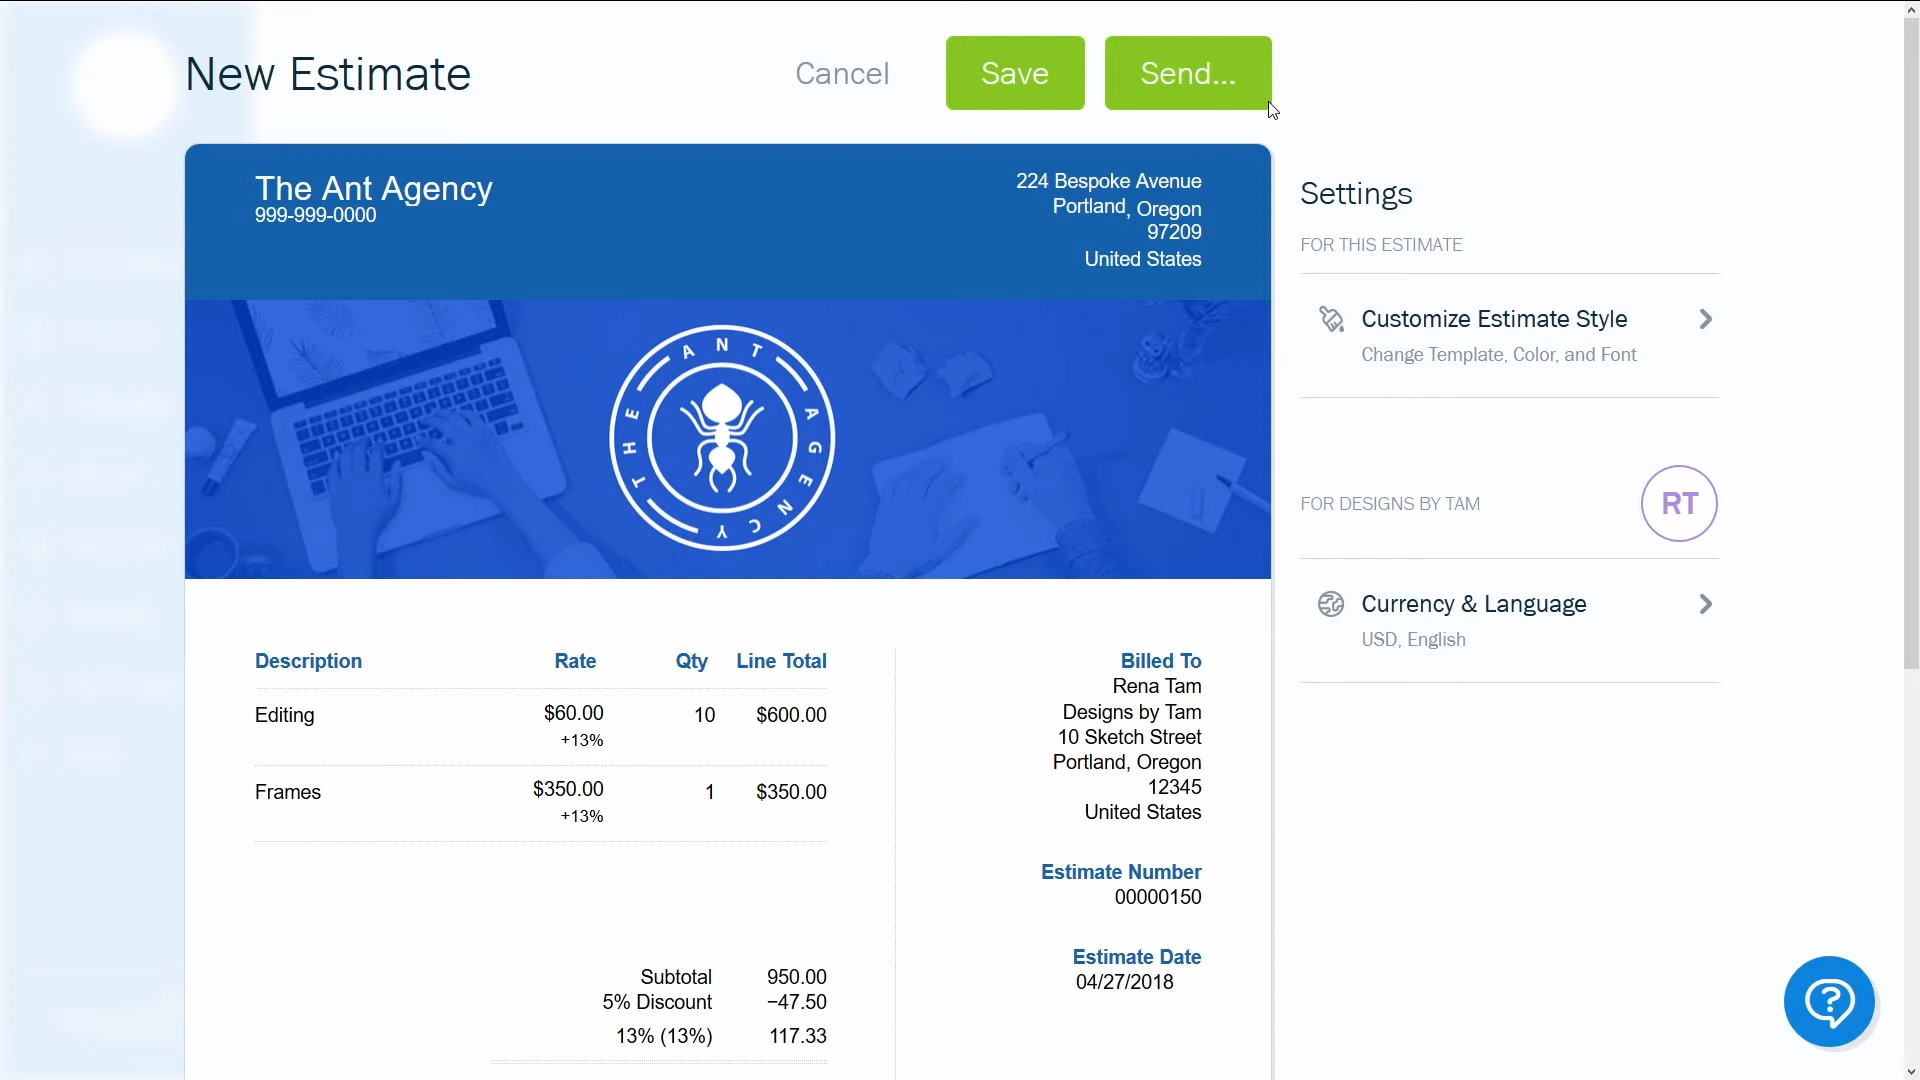 New Estimate
Cancel
Save
Send...
The Ant Agency
999-999-0000
224 Bespoke Avenue
Portland, Oregon
97209
United States
THE ANT AGENCY
Settings
FOR THIS ESTIMATE
Customize Estimate Style
Change Template, Color, and Font
FOR DESIGNS BY TAM
RT
Currency & Language
USD, English
Description Rate Qty Line Total
Editing $60.00 10 $600.00
+13%
Frames $350.00 1 $350.00
+13%
Subtotal 950.00
5% Discount −47.50
13% (13%) 117.33
Billed To
Rena Tam
Designs by Tam
10 Sketch Street
Portland, Oregon
12345
United States
Estimate Number
00000150
Estimate Date
04/27/2018